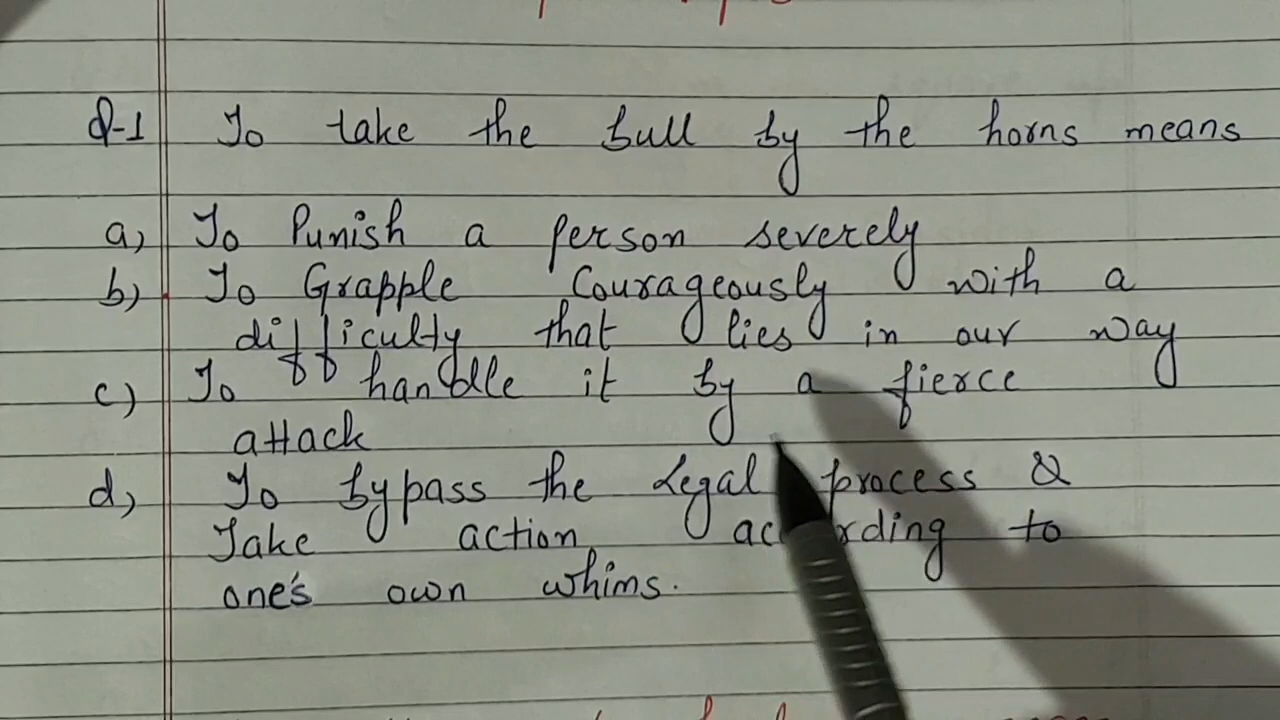 Q-1 To take the bull by the horns means
a) To Punish a person severely
b) To Grapple Courageously with a
difficulty that lies in our way
c) To handle it by a fierce
attack
d) To bypass the Legal process &
Take action according to
one's own whims.